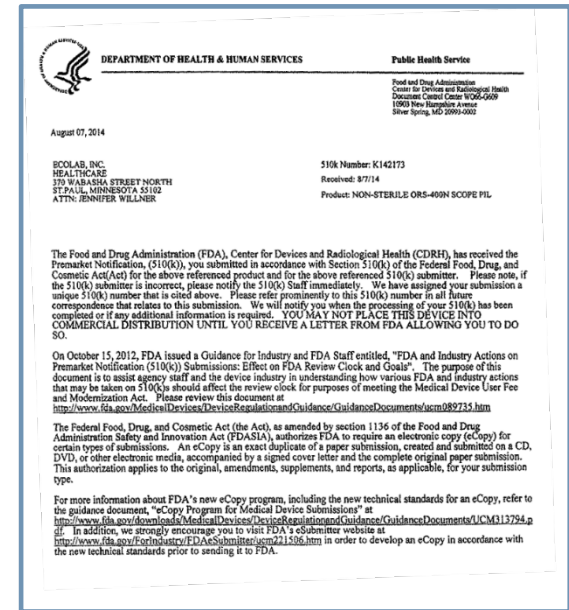 DEPARTMENT OF HEALTH & HUMAN SERVICES
Public Health Service
Food and Drug Administration
Center for Devices and Radiological Health
Document Control Center WO66-G609
10903 New Hampshire Avenue
Silver Spring, MD 20993-0002
August 07, 2014
ECOLAB, INC.
HEALTHCARE
370 WABASHA STREET NORTH
ST.PAUL, MINNESOTA 55102
ATTN: JENNIFER WILLNER
510k Number: K142173
Received: 8/7/14
Product: NON-STERILE ORS-400N SCOPE PIL
The Food and Drug Administration (FDA), Center for Devices and Radiological Health (CDRH), has received the
Premarket Notification, (510(k)), you submitted in accordance with Section 510(k) of the Federal Food, Drug, and
Cosmetic Act(Act) for the above referenced product and for the above referenced 510(k) submitter. Please note, if
the 510(k) submitter is incorrect, please notify the 510(k) Staff immediately. We have assigned your submission a
unique 510(k) number that is cited above. Please refer prominently to this 510(k) number in all future
correspondence that relates to this submission. We will notify you when the processing of your 510(k) has been
completed or if any additional information is required. YOU MAY NOT PLACE THIS DEVICE INTO
COMMERCIAL DISTRIBUTION UNTIL YOU RECEIVE A LETTER FROM FDA ALLOWING YOU TO DO
SO.
On October 15, 2012, FDA issued a Guidance for Industry and FDA Staff entitled, "FDA and Industry Actions on
Premarket Notification (510(k)) Submissions: Effect on FDA Review Clock and Goals". The purpose of this
document is to assist agency staff and the device industry in understanding how various FDA and industry actions
that may be taken on 510(k)s should affect the review clock for purposes of meeting the Medical Device User Fee
and Modernization Act. Please review this document at
http://www.fda.gov/MedicalDevices/DeviceRegulationandGuidance/GuidanceDocuments/ucm089735.htm
The Federal Food, Drug, and Cosmetic Act (the Act), as amended by section 1136 of the Food and Drug
Administration Safety and Innovation Act (FDASIA), authorizes FDA to require an electronic copy (eCopy) for
certain types of submissions. An eCopy is an exact duplicate of a paper submission, created and submitted on a CD,
DVD, or other electronic media, accompanied by a signed cover letter and the complete original paper submission.
This authorization applies to the original, amendments, supplements, and reports, as applicable, for your submission
type.
For more information about FDA's new eCopy program, including the new technical standards for an eCopy, refer to
the guidance document, "eCopy Program for Medical Device Submissions" at
http://www.fda.gov/downloads/MedicalDevices/DeviceRegulationandGuidance/GuidanceDocuments/UCM313794.p
df. In addition, we strongly encourage you to visit FDA's eSubmitter website at
http://www.fda.gov/ForIndustry/FDAeSubmitter/ucm221506.htm in order to develop an eCopy in accordance with
the new technical standards prior to sending it to FDA.